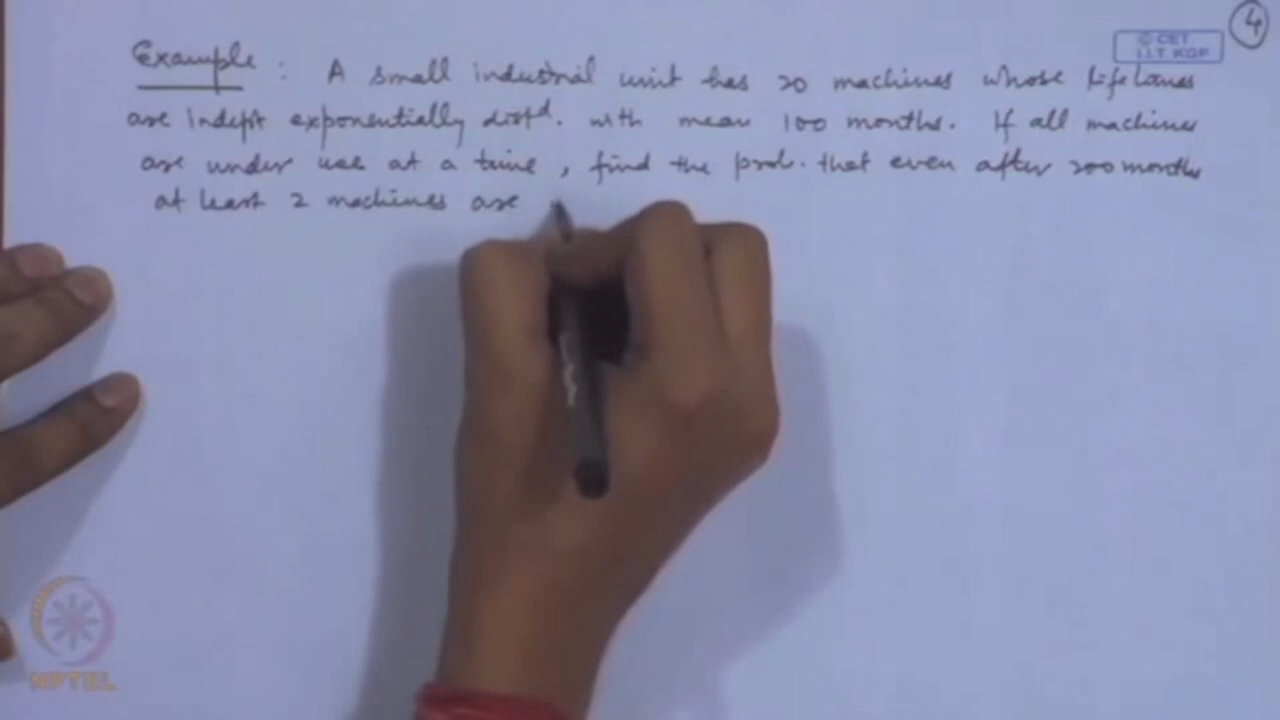 4
© CET
I.I.T. KGP
Example : A small industrial unit has 20 machines whose lifetimes
are indept exponentially distd. with mean 100 months. If all machines
are under use at a time, find the prob. that even after 200 months
at least 2 machines are
NPTEL